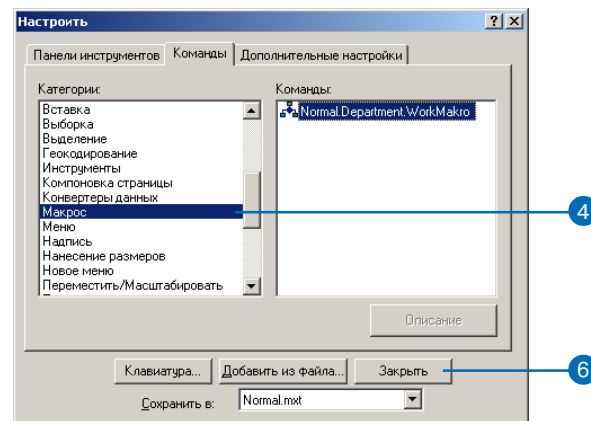 Настроить
Панели инструментов Команды Дополнительные настройки
Категории: Команды:
Вставка
Выборка
Выделение
Геокодирование
Инструменты
Компоновка страницы
Конвертеры данных
Макрос
Меню
Надпись
Нанесение размеров
Новое меню
Переместить/Масштабировать
Normal.Department.WorkMakro
4
Описание
Клавиатура... Добавить из файла... Закрыть
6
Сохранить в: Normal.mxt